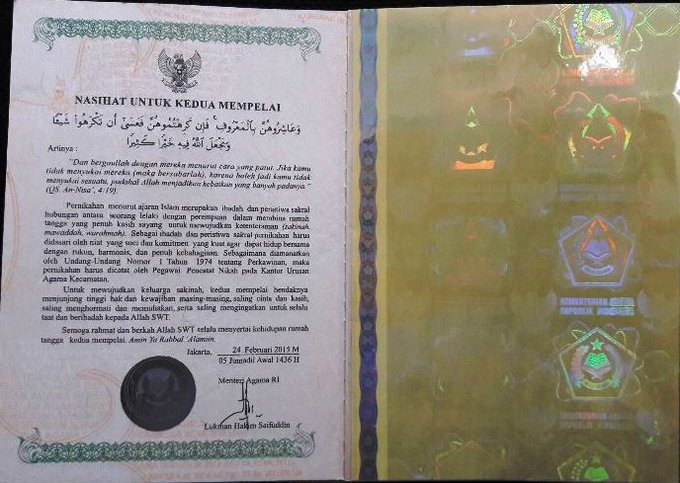 NASIHAT UNTUK KEDUA MEMPELAI
وَعَاشِرُوهُنَّ بِالْمَعْرُوفِ ۚ فَإِن كَرِهْتُمُوهُنَّ فَعَسَىٰ أَن تَكْرَهُوا شَيْئًا
وَيَجْعَلَ اللَّهُ فِيهِ خَيْرًا كَثِيرًا
Artinya :
"Dan bergaullah dengan mereka menurut cara yang patut. Jika kamu
tidak menyukai mereka (maka bersabarlah), karena boleh jadi kamu tidak
menyukai sesuatu, padahal Allah menjadikan kebaikan yang banyak padanya."
(QS. An-Nisa', 4:19)
Pernikahan menurut ajaran Islam merupakan ibadah dan peristiwa sakral
hubungan antara seorang lelaki dengan perempuan dalam membina rumah
tangga yang penuh kasih sayang untuk mewujudkan ketenteraman (sakinah,
mawaddah, warahmah). Sebagai ibadah dan peristiwa sakral pernikahan harus
didasari oleh niat yang suci dan komitmen yang kuat agar dapat hidup bersama
dengan rukun, harmonis, dan penuh kebahagiaan. Sebagaimana diamanatkan
oleh Undang-Undang Nomor 1 Tahun 1974 tentang Perkawinan, maka
pernikahan harus dicatat oleh Pegawai Pencatat Nikah pada Kantor Urusan
Agama Kecamatan.
Untuk mewujudkan keluarga sakinah, kedua mempelai hendaknya
menjunjung tinggi hak dan kewajiban masing-masing, saling cinta dan kasih,
saling menghormati dan memuliakan, serta saling mengingatkan untuk selalu
taat dan beribadah kepada Allah SWT.
Semoga rahmat dan berkah Allah SWT selalu menyertai kehidupan rumah
tangga kedua mempelai. Amin Ya Rabbal 'Alamin.
Jakarta, 24 Februari 2015 M
05 Jumadil Awal 1436 H
Menteri Agama RI
Lukman Hakim Saifuddin
KEMENTERIAN AGAMA
REPUBLIK INDONESIA